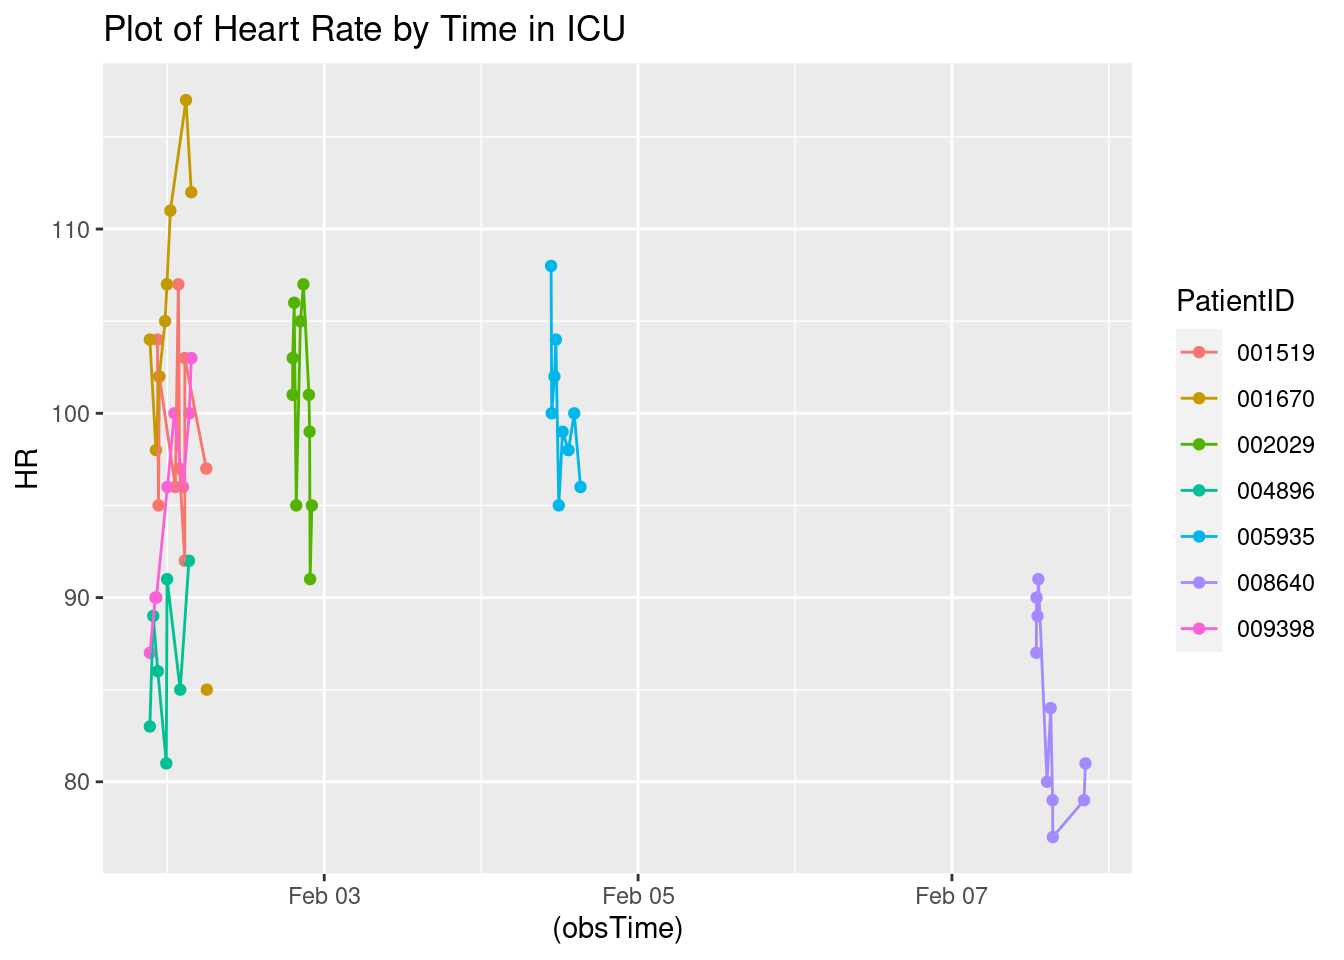 Plot of Heart Rate by Time in ICU
HR
110
100
90
80
Feb 03
Feb 05
Feb 07
(obsTime)
PatientID
001519
001670
002029
004896
005935
008640
009398